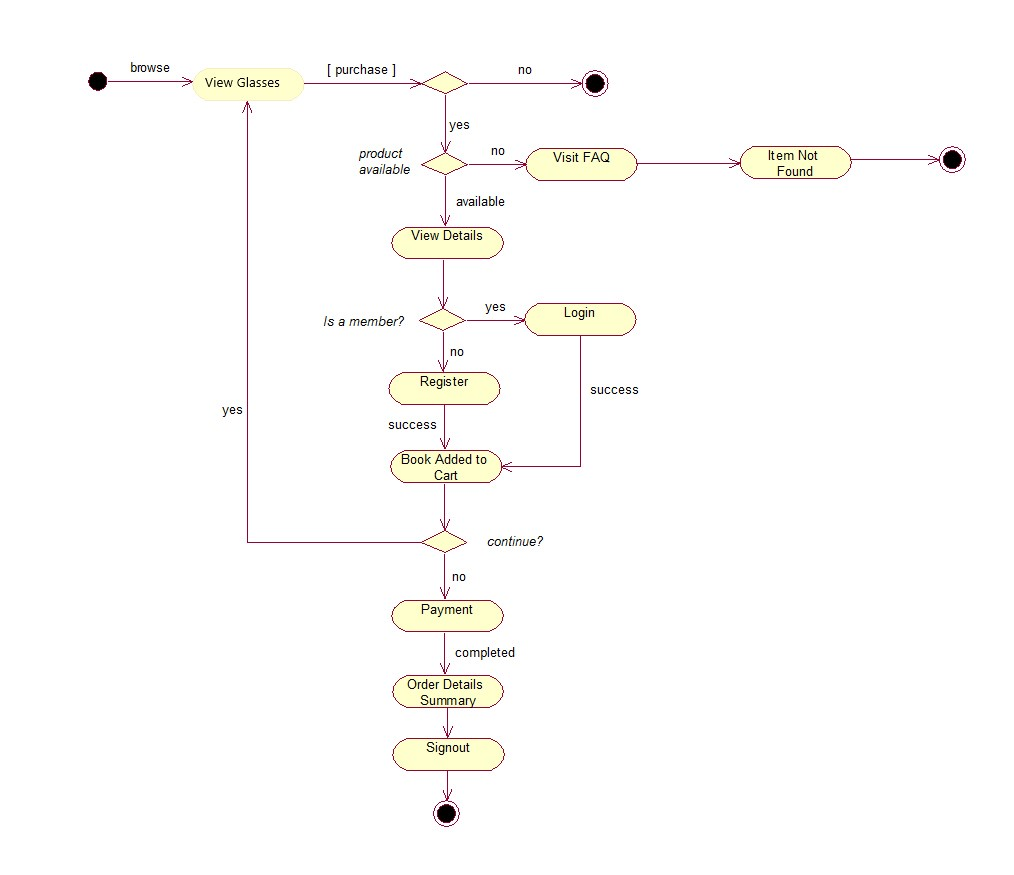 browse
View Glasses
[ purchase ]
no
yes
product
available
no
Visit FAQ
Item Not
Found
available
View Details
Is a member?
yes
Login
no
Register
success
success
yes
Book Added to
Cart
continue?
no
Payment
completed
Order Details
Summary
Signout